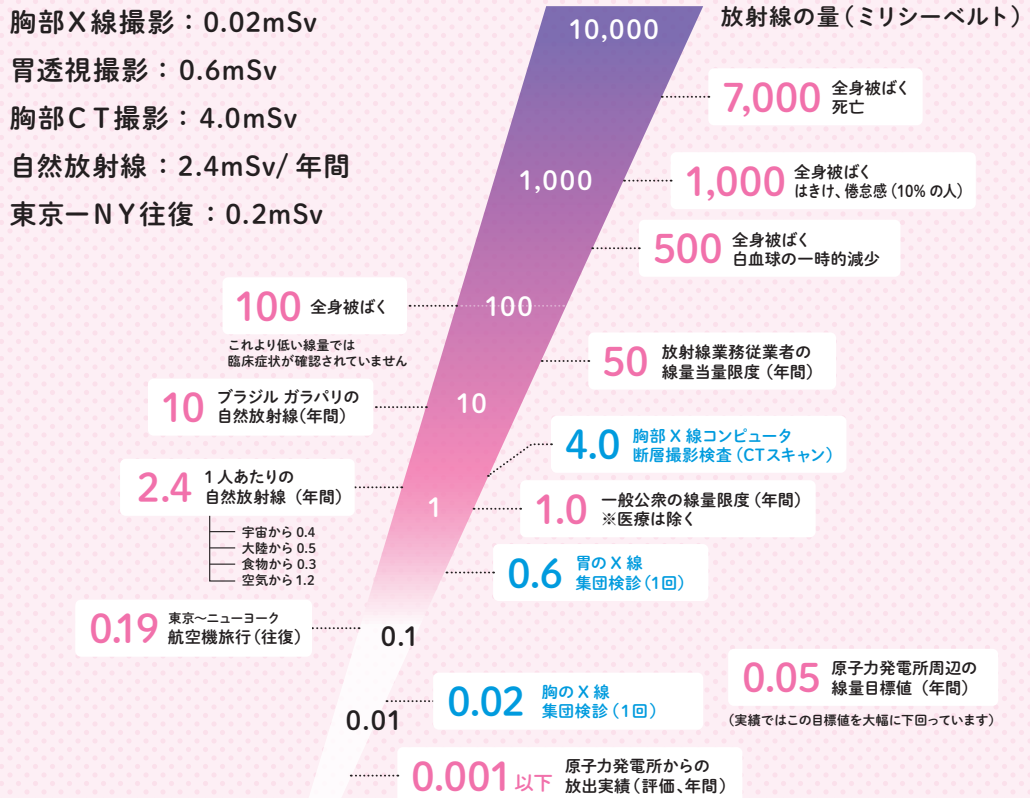 胸部X線撮影：0.02mSv
胃透視撮影：0.6mSv
胸部CT撮影：4.0mSv
自然放射線：2.4mSv/年間
東京ーNY往復：0.2mSv
放射線の量（ミリシーベルト）
10,000
7,000 全身被ばく
死亡
1,000
1,000 全身被ばく
はきけ、倦怠感（10%の人）
500 全身被ばく
白血球の一時的減少
100 全身被ばく
これより低い線量では
臨床症状が確認されていません
100
50 放射線業務従業者の
線量当量限度（年間）
10 ブラジル ガラパリの
自然放射線（年間）
10
4.0 胸部X線コンピュータ
断層撮影検査（CTスキャン）
2.4 1人あたりの
自然放射線（年間）
宇宙から 0.4
大陸から 0.5
食物から 0.3
空気から 1.2
1
1.0 一般公衆の線量限度（年間）
※医療は除く
0.6 胃のX線
集団検診（1回）
0.19 東京〜ニューヨーク
航空機旅行（往復）
0.1
0.05 原子力発電所周辺の
線量目標値（年間）
（実績ではこの目標値を大幅に下回っています）
0.02 胸のX線
集団検診（1回）
0.01
0.001 以下 原子力発電所からの
放出実績（評価、年間）